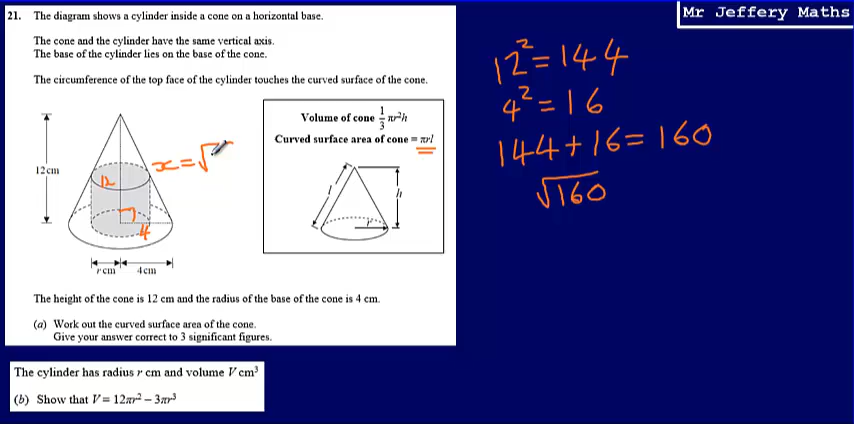 Mr Jeffery Maths
21. The diagram shows a cylinder inside a cone on a horizontal base.
The cone and the cylinder have the same vertical axis.
The base of the cylinder lies on the base of the cone.
The circumference of the top face of the cylinder touches the curved surface of the cone.
Volume of cone 1/3 πr²h
Curved surface area of cone = πrl
l
h
r
12 cm
12
x = √
4
r cm
4 cm
The height of the cone is 12 cm and the radius of the base of the cone is 4 cm.
(a) Work out the curved surface area of the cone.
Give your answer correct to 3 significant figures.
The cylinder has radius r cm and volume V cm³
(b) Show that V = 12πr² – 3πr³
12² = 144
4² = 16
144 + 16 = 160
√160